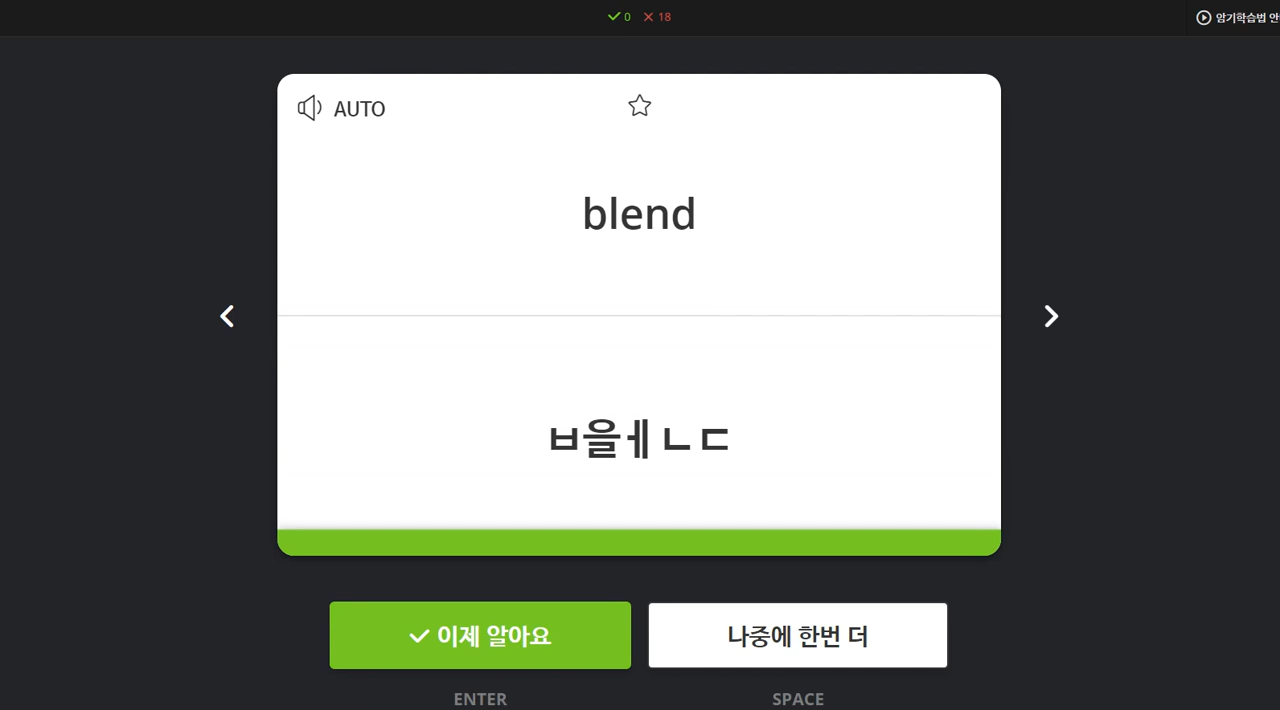 0 18
암기학습법 안
AUTO
blend
ㅂ을ㅔㄴㄷ
이제 알아요
나중에 한번 더
ENTER
SPACE